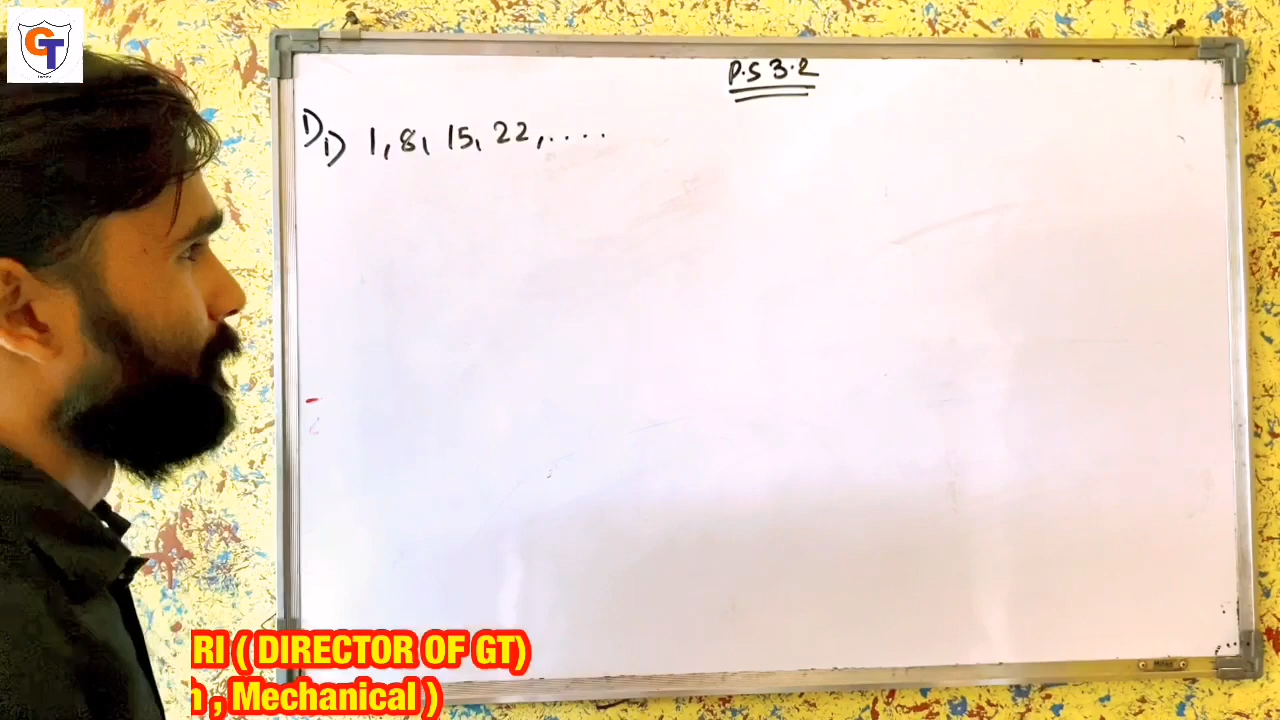 GT
P.S 3.2
1) 1) 1, 8, 15, 22, ....
RI ( DIRECTOR OF GT)
, Mechanical )